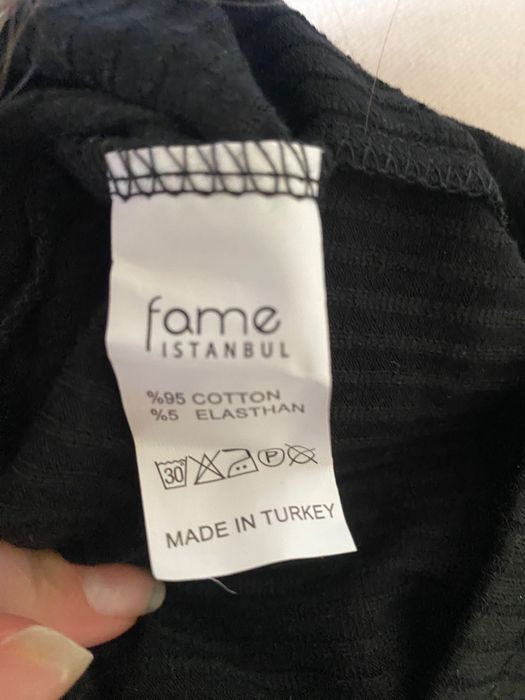 fame
ISTANBUL
%95 COTTON
%5 ELASTHAN
30 P
MADE IN TURKEY